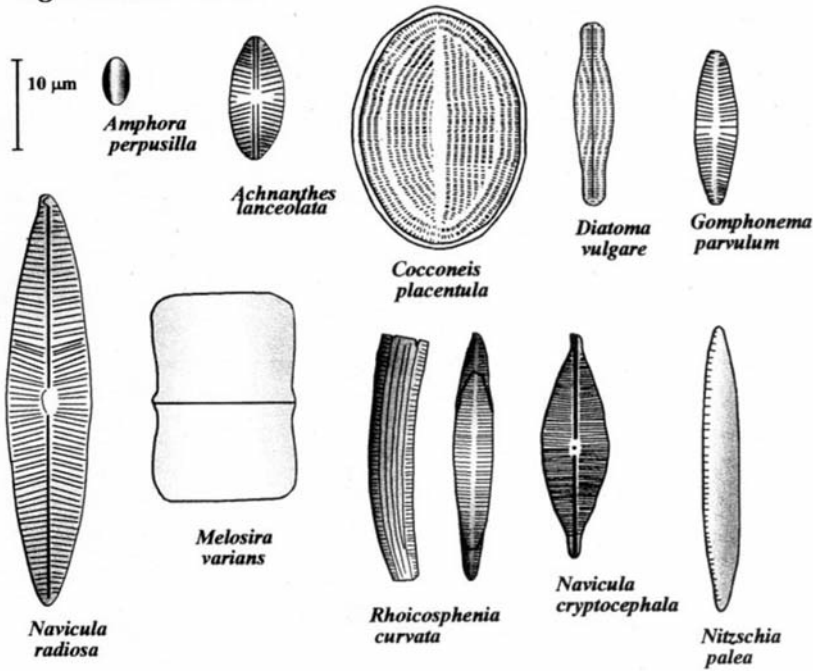 10 µm
Amphora
perpusilla
Achnanthes
lanceolata
Cocconeis
placentula
Diatoma
vulgare
Gomphonema
parvulum
Navicula
radiosa
Melosira
varians
Rhoicosphenia
curvata
Navicula
cryptocephala
Nitzschia
palea